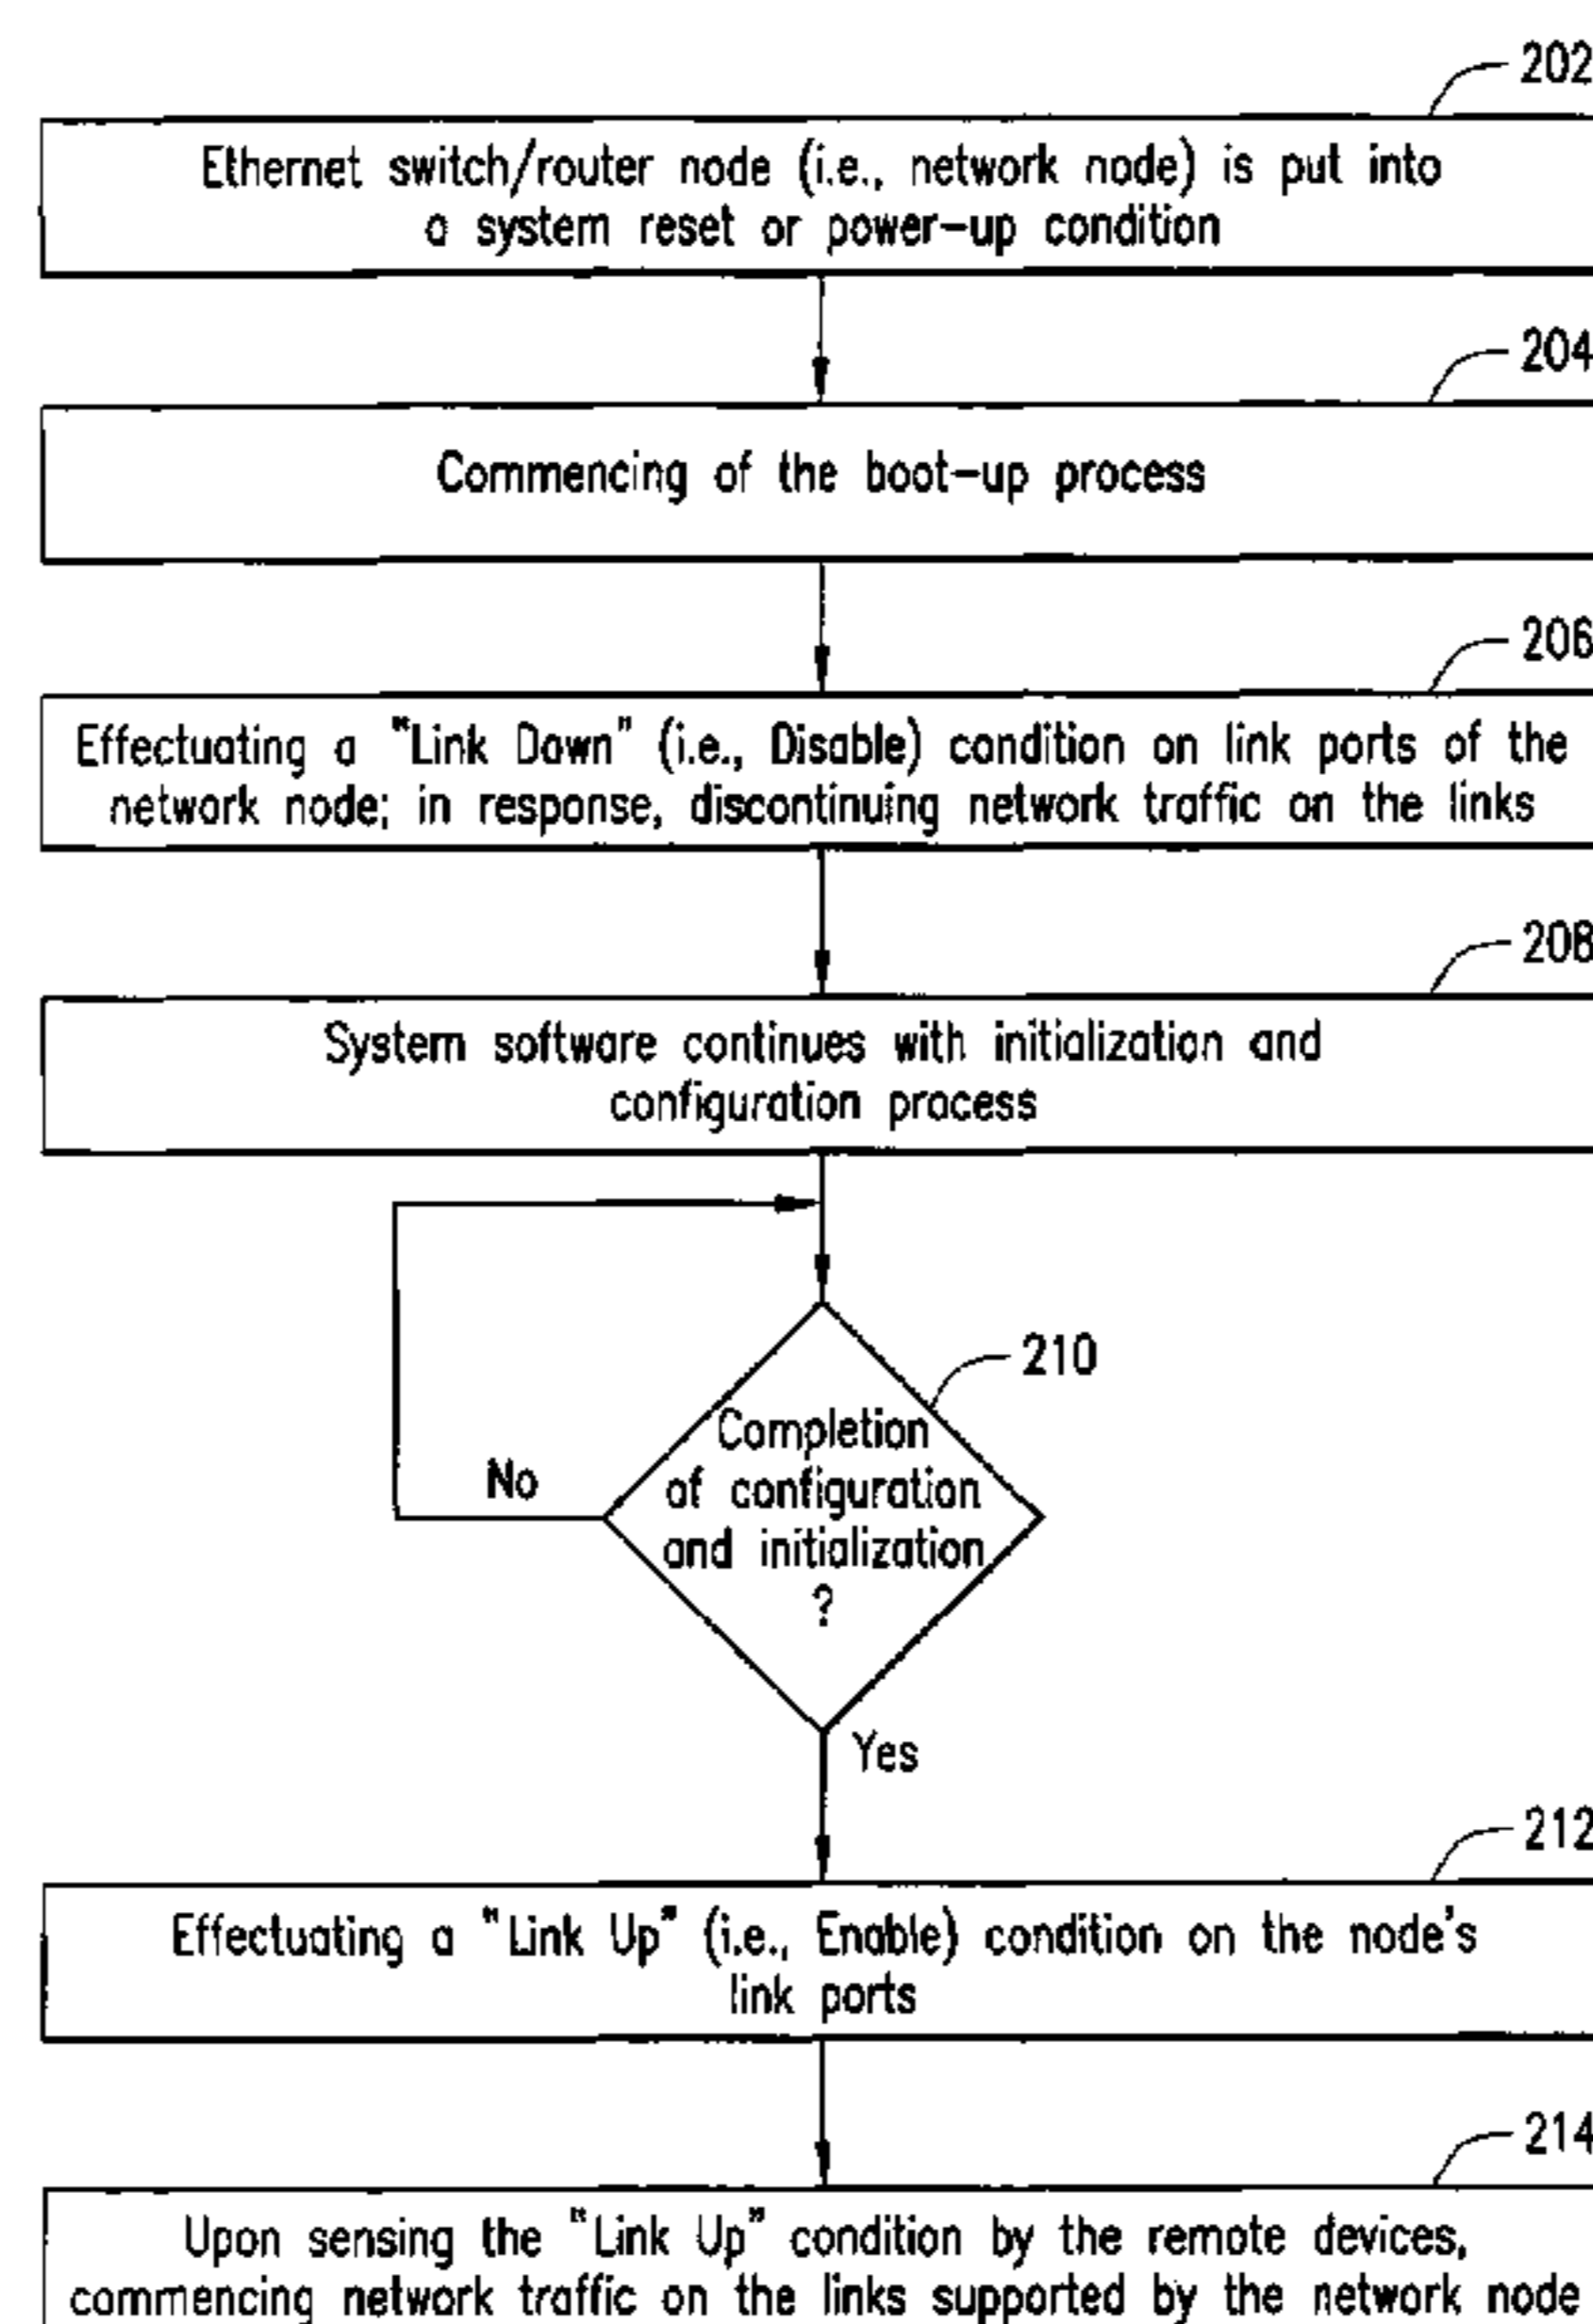 202
Ethernet switch/router node (i.e., network node) is put into
a system reset or power-up condition
204
Commencing of the boot-up process
206
Effectuating a "Link Down" (i.e., Disable) condition on link ports of the
network node; in response, discontinuing network traffic on the links
208
System software continues with initialization and
configuration process
210
Completion
of configuration
and initialization
?
No
Yes
212
Effectuating a "Link Up" (i.e., Enable) condition on the node's
link ports
214
Upon sensing the "Link Up" condition by the remote devices,
commencing network traffic on the links supported by the network node